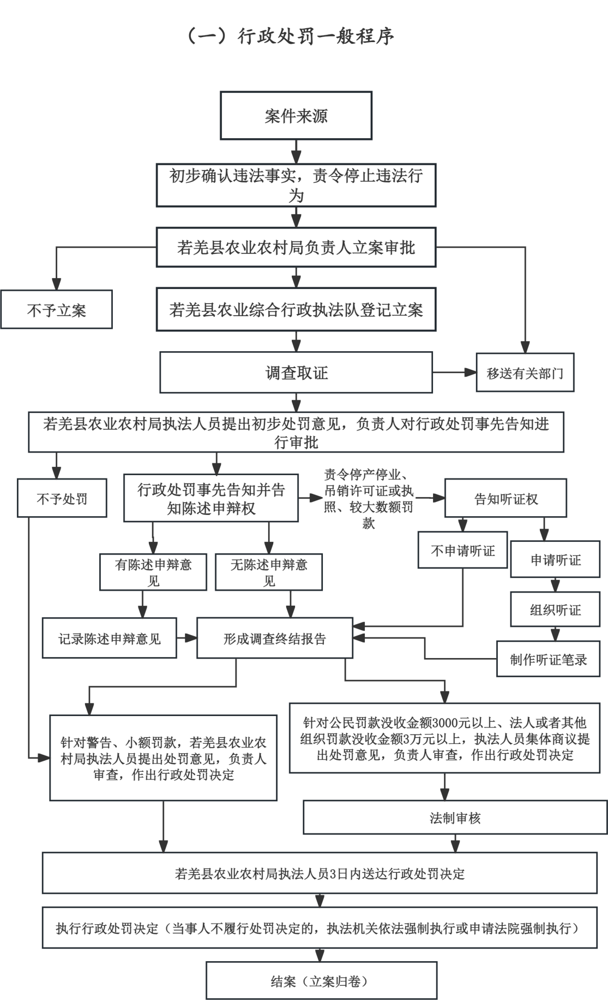 （一）行政处罚一般程序
案件来源
初步确认违法事实，责令停止违法行
为
若羌县农业农村局负责人立案审批
不予立案
若羌县农业综合行政执法队登记立案
调查取证
移送有关部门
若羌县农业农村局执法人员提出初步处罚意见，负责人对行政处罚事先告知进
行审批
不予处罚
行政处罚事先告知并告
知陈述申辩权
责令停产停业、
吊销许可证或执
照、较大数额罚
款
告知听证权
不申请听证
申请听证
有陈述申辩意
见
无陈述申辩意
见
组织听证
记录陈述申辩意见
形成调查终结报告
制作听证笔录
针对警告、小额罚款，若羌县农业农
村局执法人员提出处罚意见，负责人
审查，作出行政处罚决定
针对公民罚款没收金额3000元以上、法人或者其他
组织罚款没收金额3万元以上，执法人员集体商议提
出处罚意见，负责人审查，作出行政处罚决定
法制审核
若羌县农业农村局执法人员3日内送达行政处罚决定
执行行政处罚决定（当事人不履行处罚决定的，执法机关依法强制执行或申请法院强制执行）
结案（立案归卷）